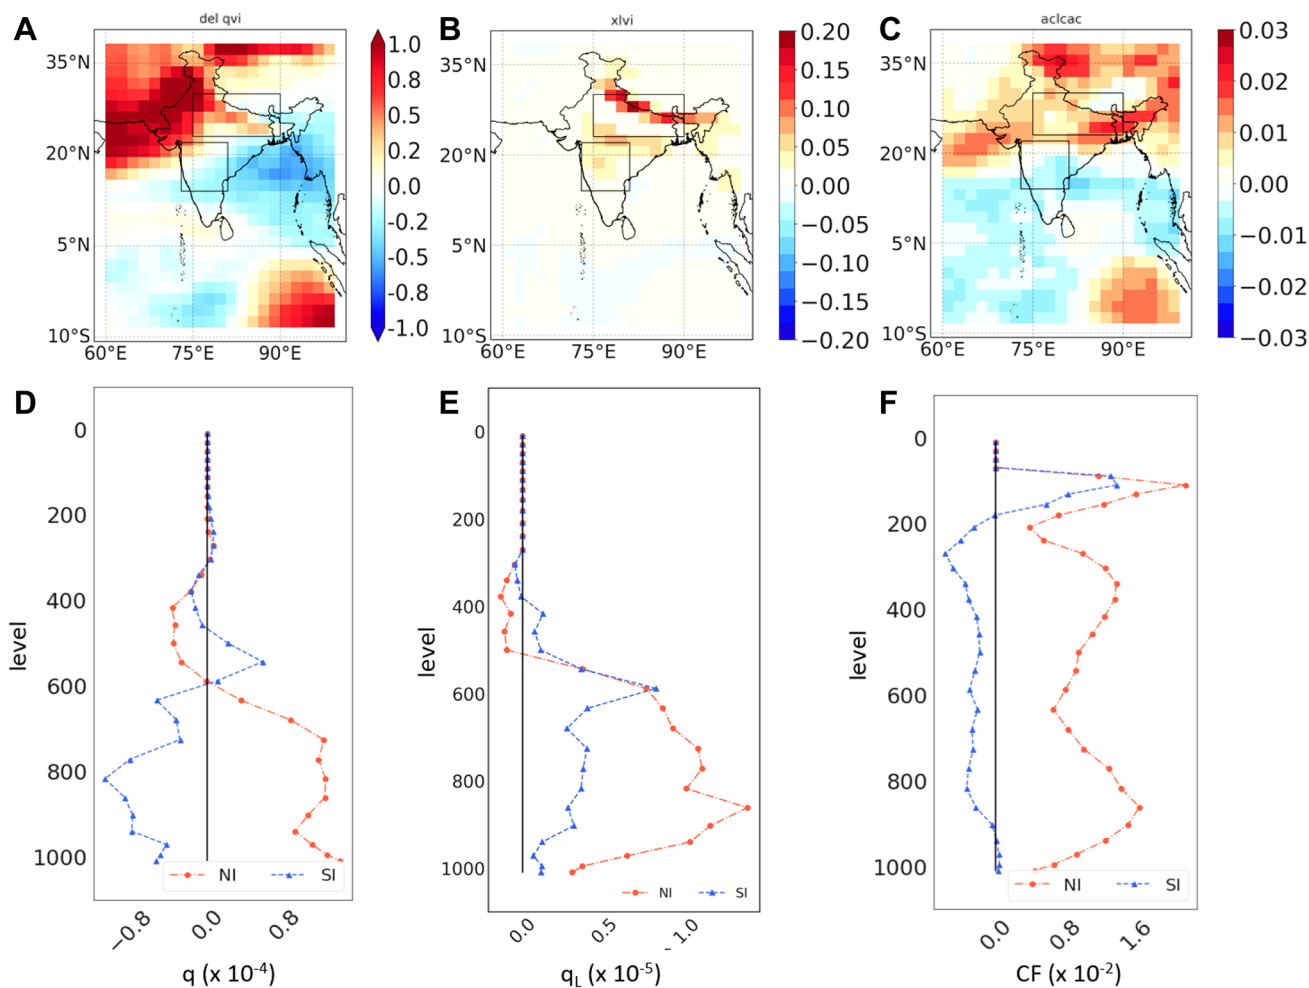 A
del qvi
35°N
20°N
5°N
10°S
60°E 75°E 90°E
1.0
0.8
0.6
0.4
0.2
0.0
-0.2
-0.4
-0.6
-0.8
-1.0
B
xlvi
35°N
20°N
5°N
10°S
60°E 75°E 90°E
0.20
0.15
0.10
0.05
0.00
−0.05
−0.10
−0.15
−0.20
C
aclcac
35°N
20°N
5°N
10°S
60°E 75°E 90°E
0.03
0.02
0.01
0.00
−0.01
−0.02
−0.03
D
level
0
200
400
600
800
1000
NI SI
−0.8 0.0 0.8
q (x 10-4)
E
level
0
200
400
600
800
1000
NI SI
0.0 0.5 1.0
qL (x 10-5)
F
level
0
200
400
600
800
1000
NI SI
0.0 0.8 1.6
CF (x 10-2)